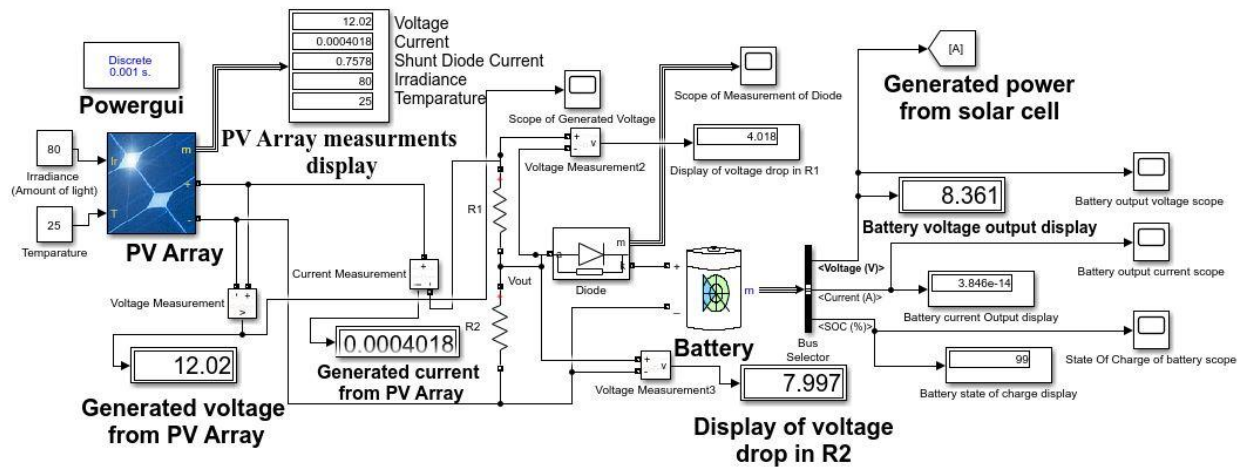 Discrete
0.001 s.
Powergui
12.02
0.0004018
0.7578
80
25
Voltage
Current
Shunt Diode Current
Irradiance
Temparature
PV Array measurments
display
80
Irradiance
(Amount of light)
25
Temparature
Ir
T
m
+
-
PV Array
Voltage Measurement
+
-
v
12.02
Generated voltage
from PV Array
Current Measurement
+
-
i
0.0004018
Generated current
from PV Array
Scope of Generated Voltage
+
-
v
Voltage Measurement2
4.018
Display of voltage drop in R1
Scope of Measurement of Diode
+
R1
Vout
+
R2
a
m
k
Diode
+
_
m
Battery
+
-
v
Voltage Measurement3
7.997
Display of voltage
drop in R2
<Voltage (V)>
<Current (A)>
<SOC (%)>
Bus
Selector
[A]
Generated power
from solar cell
Battery output voltage scope
8.361
Battery voltage output display
Battery output current scope
3.846e-14
Battery current Output display
State Of Charge of battery scope
99
Battery state of charge display